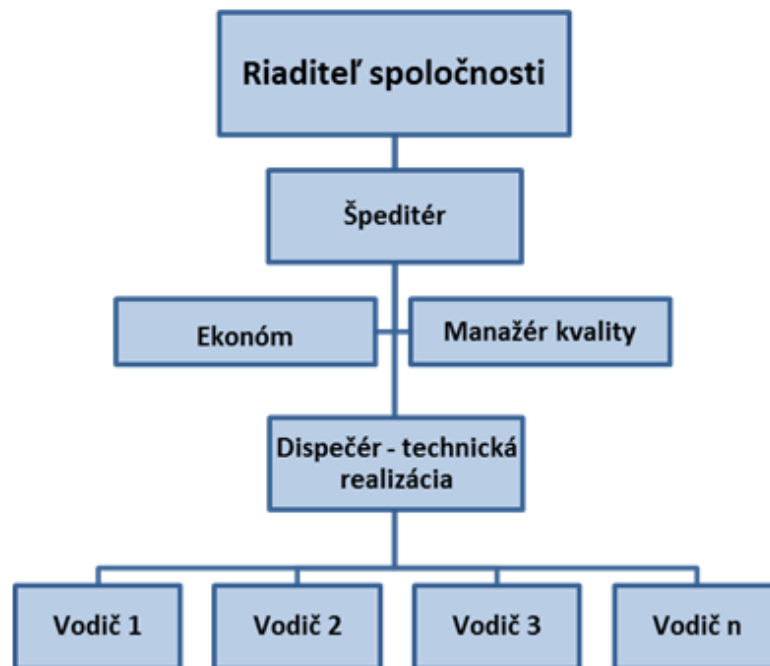 Riaditeľ spoločnosti
Špeditér
Ekonóm
Manažér kvality
Dispečér - technická
realizácia
Vodič 1
Vodič 2
Vodič 3
Vodič n